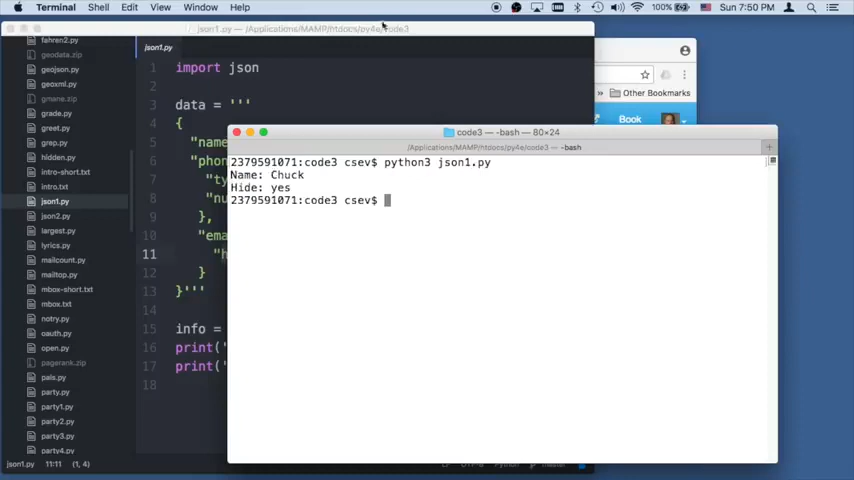 Terminal Shell Edit View Window Help 100% Sun 7:50 PM
json1.py — /Applications/MAMP/htdocs/py4e/code3
fahren2.py
geodata.zip
geojson.py
geoxml.py
gmane.zip
grade.py
greet.py
grep.py
hidden.py
intro-short.txt
intro.txt
json1.py
json2.py
largest.py
lyrics.py
mailcount.py
mailtop.py
mbox-short.txt
mbox.txt
notry.py
oauth.py
open.py
pagerank.zip
pals.py
party.py
party1.py
party2.py
party3.py
party4.py
json1.py
1 import json
2
3 data = '''
4 {
5 "name
6 "phon
7 "ty
8 "nu
9 },
10 "ema
11 "h
12 }
13 }'''
14
15 info =
16 print('
17 print('
18
json1.py 11:11 (1, 4) LF UTF-8 Python master
» Other Bookmarks
Book
code3 — -bash — 80×24
/Applications/MAMP/htdocs/py4e/code3 — -bash +
2379591071:code3 csev$ python3 json1.py
Name: Chuck
Hide: yes
2379591071:code3 csev$